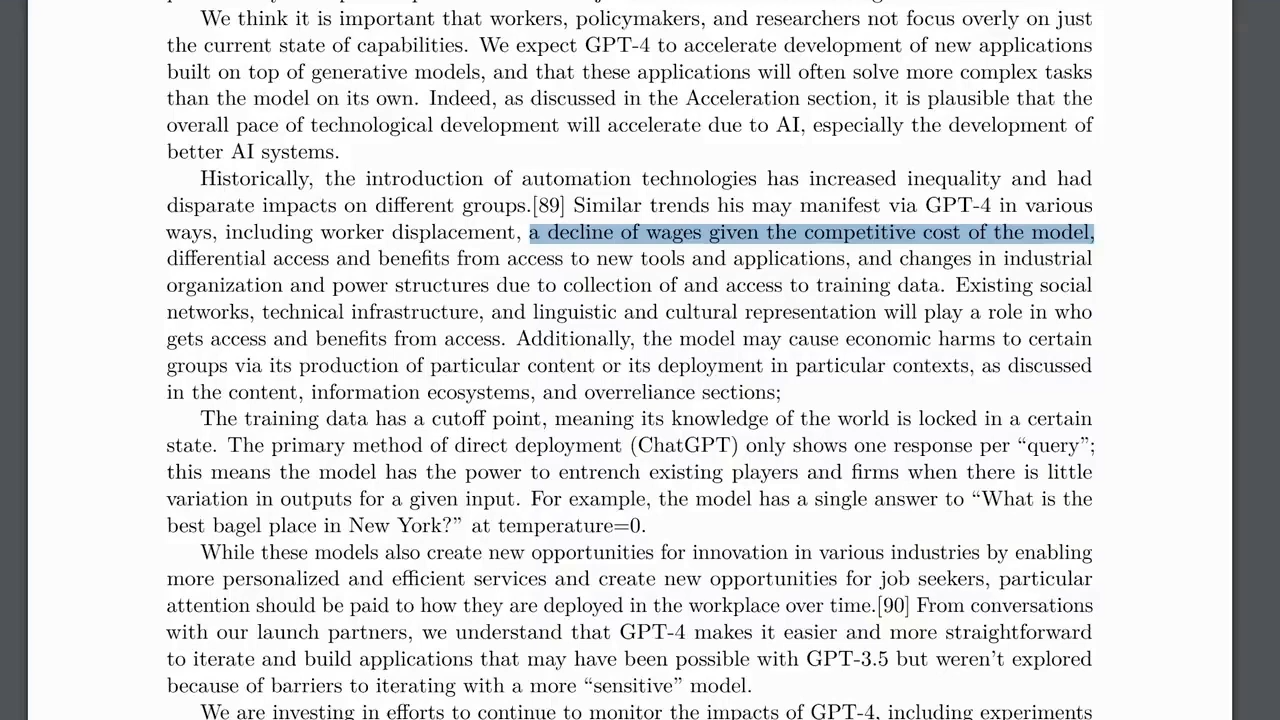 We think it is important that workers, policymakers, and researchers not focus overly on just
the current state of capabilities. We expect GPT-4 to accelerate development of new applications
built on top of generative models, and that these applications will often solve more complex tasks
than the model on its own. Indeed, as discussed in the Acceleration section, it is plausible that the
overall pace of technological development will accelerate due to AI, especially the development of
better AI systems.
Historically, the introduction of automation technologies has increased inequality and had
disparate impacts on different groups.[89] Similar trends his may manifest via GPT-4 in various
ways, including worker displacement, a decline of wages given the competitive cost of the model,
differential access and benefits from access to new tools and applications, and changes in industrial
organization and power structures due to collection of and access to training data. Existing social
networks, technical infrastructure, and linguistic and cultural representation will play a role in who
gets access and benefits from access. Additionally, the model may cause economic harms to certain
groups via its production of particular content or its deployment in particular contexts, as discussed
in the content, information ecosystems, and overreliance sections;
The training data has a cutoff point, meaning its knowledge of the world is locked in a certain
state. The primary method of direct deployment (ChatGPT) only shows one response per “query”;
this means the model has the power to entrench existing players and firms when there is little
variation in outputs for a given input. For example, the model has a single answer to “What is the
best bagel place in New York?” at temperature=0.
While these models also create new opportunities for innovation in various industries by enabling
more personalized and efficient services and create new opportunities for job seekers, particular
attention should be paid to how they are deployed in the workplace over time.[90] From conversations
with our launch partners, we understand that GPT-4 makes it easier and more straightforward
to iterate and build applications that may have been possible with GPT-3.5 but weren’t explored
because of barriers to iterating with a more “sensitive” model.
We are investing in efforts to continue to monitor the impacts of GPT-4, including experiments